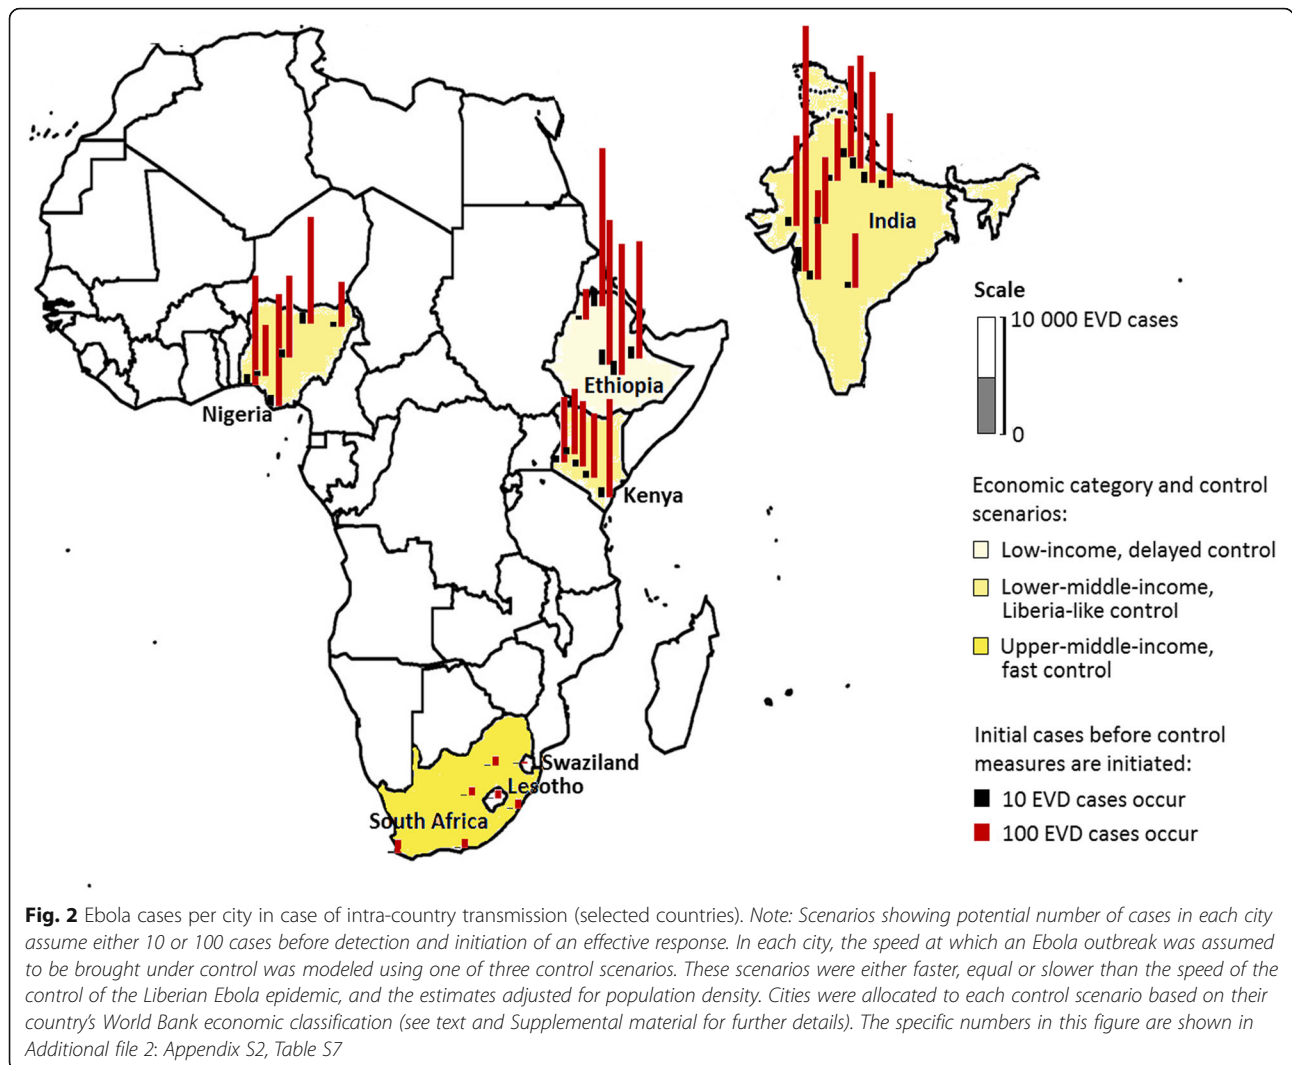 India
Scale
10 000 EVD cases
0
Ethiopia
Nigeria
Kenya
Economic category and control
scenarios:
Low-income, delayed control
Lower-middle-income,
Liberia-like control
Upper-middle-income,
fast control
Initial cases before control
measures are initiated:
10 EVD cases occur
100 EVD cases occur
Swaziland
Lesotho
South Africa
Fig. 2 Ebola cases per city in case of intra-country transmission (selected countries). Note: Scenarios showing potential number of cases in each city
assume either 10 or 100 cases before detection and initiation of an effective response. In each city, the speed at which an Ebola outbreak was assumed
to be brought under control was modeled using one of three control scenarios. These scenarios were either faster, equal or slower than the speed of the
control of the Liberian Ebola epidemic, and the estimates adjusted for population density. Cities were allocated to each control scenario based on their
country's World Bank economic classification (see text and Supplemental material for further details). The specific numbers in this figure are shown in
Additional file 2: Appendix S2, Table S7